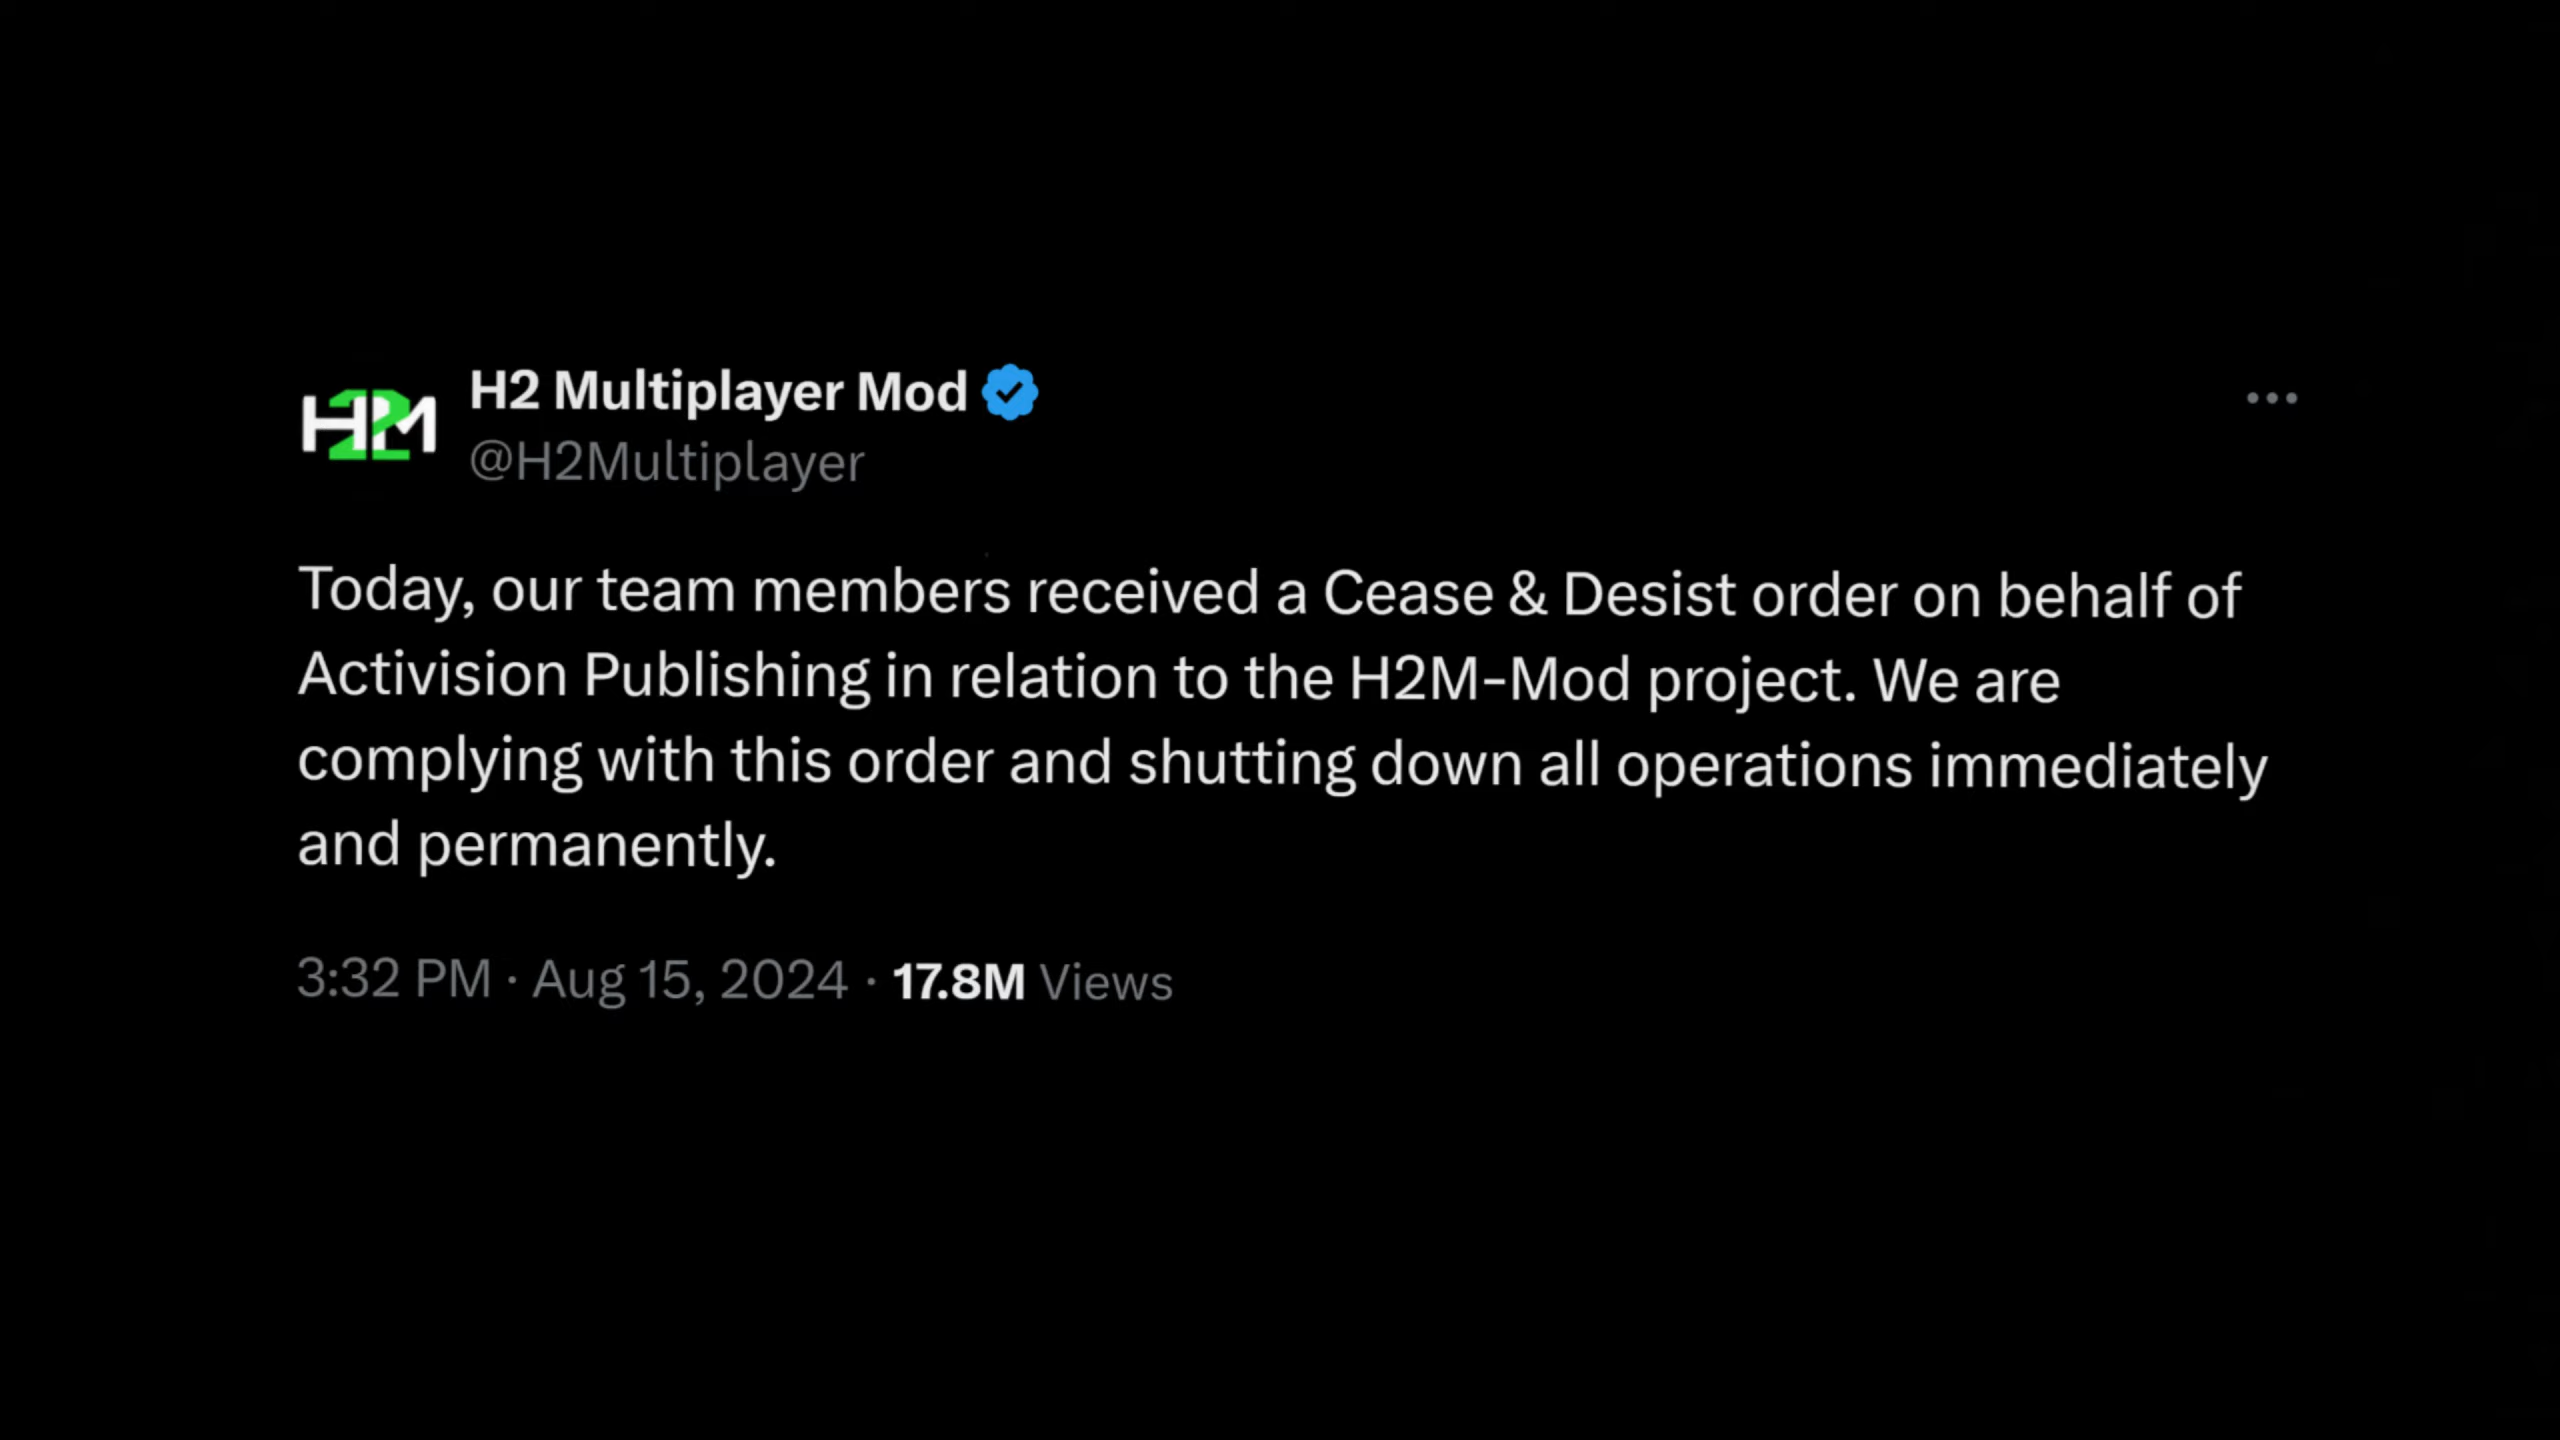 H2M
H2 Multiplayer Mod
@H2Multiplayer
Today, our team members received a Cease & Desist order on behalf of
Activision Publishing in relation to the H2M-Mod project. We are
complying with this order and shutting down all operations immediately
and permanently.
3:32 PM · Aug 15, 2024 · 17.8M Views